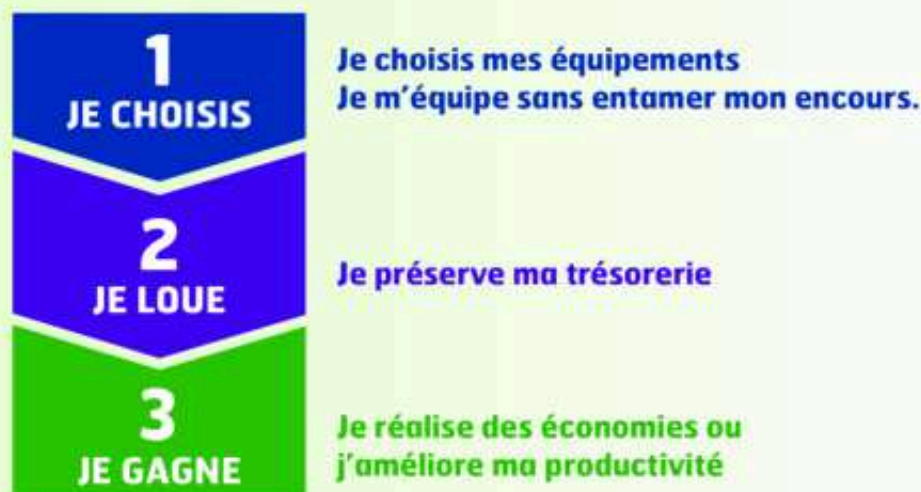 1
JE CHOISIS
Je choisis mes équipements
Je m'équipe sans entamer mon encours.
2
JE LOUE
Je préserve ma trésorerie
3
JE GAGNE
Je réalise des économies ou
j'améliore ma productivité